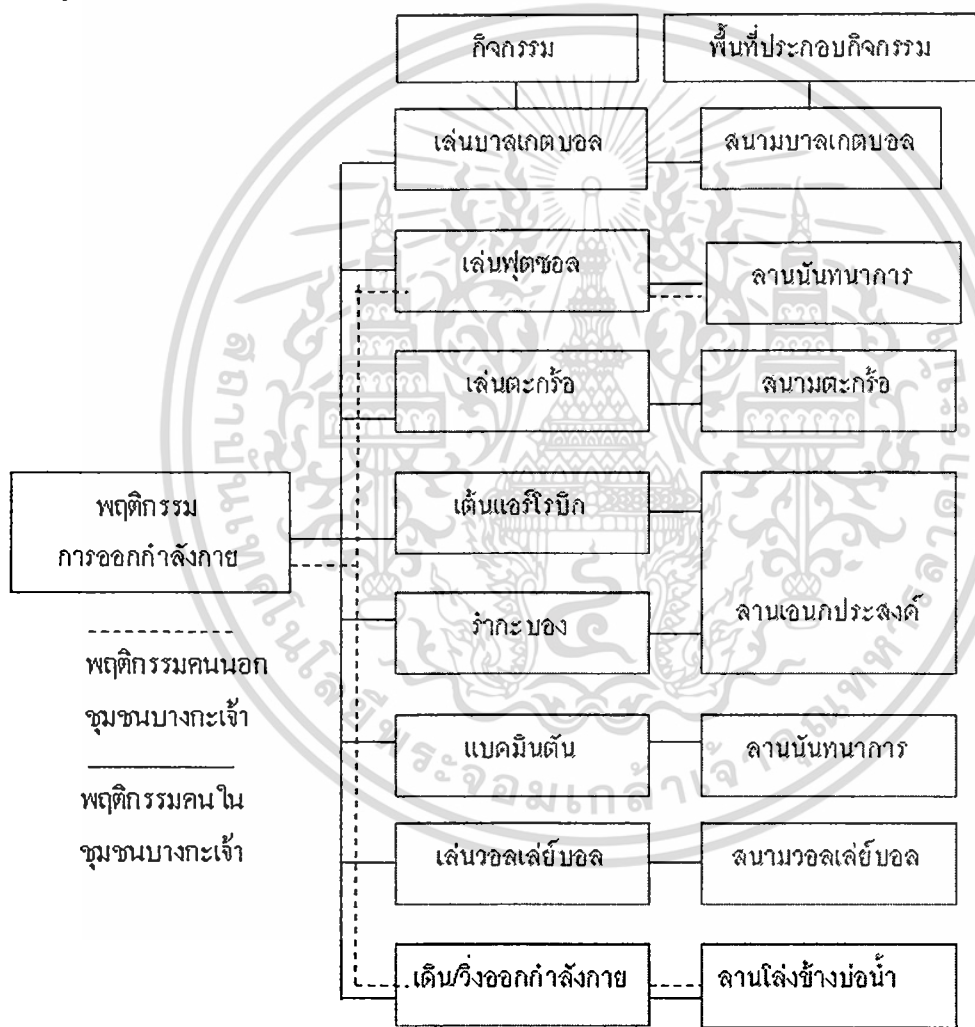 กิจกรรม
พื้นที่ประกอบกิจกรรม
เล่นบาสเกตบอล
สนามบาลเกตบอล
เล่นฟุตซอล
ลานนันทนาการ
เล่นตะกร้อ
สนามตะกร้อ
พฤติกรรม
การออกกำลังกาย
เต้นแอร์โรบิก
รำกะบอง
ลานเอนกประสงค์
พฤติกรรมคนนอก
ชุมชนบางกะเจ้า
พฤติกรรมคนใน
ชุมชนบางกะเจ้า
แบดมินตัน
ลานนันทนาการ
เล่นวอลเล่ย์บอล
สนามวอลเล่ย์บอล
เดิน/วิ่งออกกำลังกาย
ลานโล่งข้างบ่อน้ำ